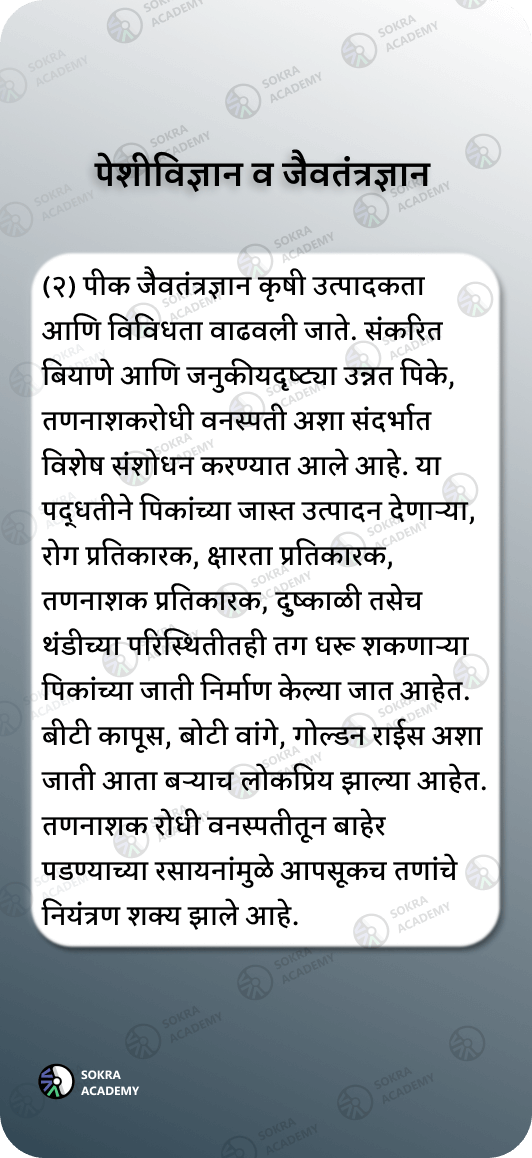 पेशीविज्ञान व जैवतंत्रज्ञान
(२) पीक जैवतंत्रज्ञान कृषी उत्पादकता
आणि विविधता वाढवली जाते. संकरित
बियाणे आणि जनुकीयदृष्ट्या उन्नत पिके,
तणनाशकरोधी वनस्पती अशा संदर्भात
विशेष संशोधन करण्यात आले आहे. या
पद्धतीने पिकांच्या जास्त उत्पादन देणाऱ्या,
रोग प्रतिकारक, क्षारता प्रतिकारक,
तणनाशक प्रतिकारक, दुष्काळी तसेच
थंडीच्या परिस्थितीतही तग धरू शकणाऱ्या
पिकांच्या जाती निर्माण केल्या जात आहेत.
बीटी कापूस, बोटी वांगे, गोल्डन राईस अशा
जाती आता बऱ्याच लोकप्रिय झाल्या आहेत.
तणनाशक रोधी वनस्पतीतून बाहेर
पडण्याच्या रसायनांमुळे आपसूकच तणांचे
नियंत्रण शक्य झाले आहे.
SOKRA
ACADEMY